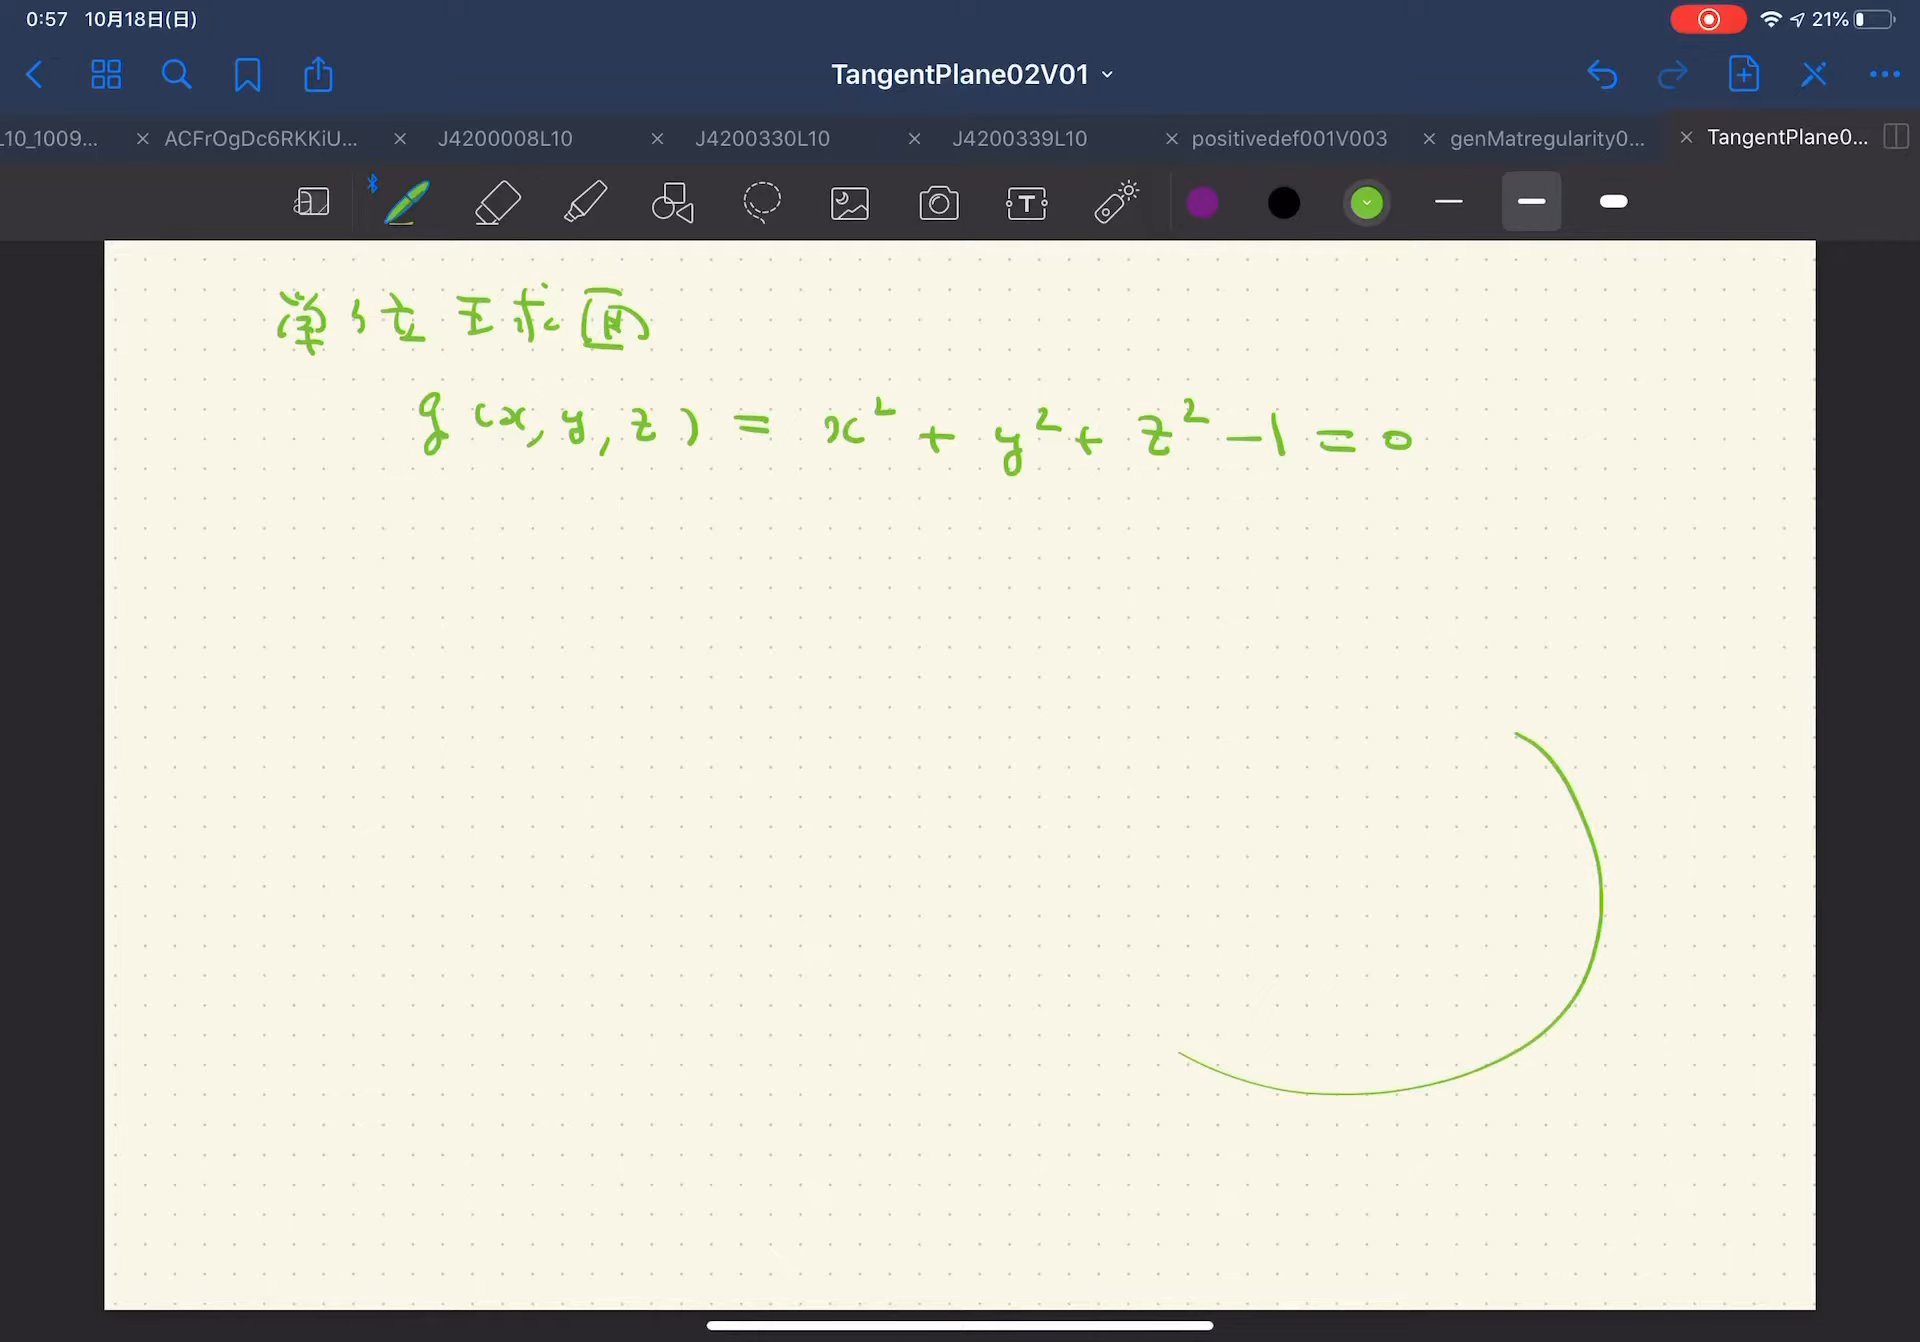 0:57 10月18日(日) 21%
TangentPlane02V01
L10_1009... ACFrOgDc6RKKiU... J4200008L10 J4200330L10 J4200339L10 positivedef001V003 genMatregularity0... TangentPlane0...
単位球面
g(x, y, z) = x² + y² + z² - 1 = 0